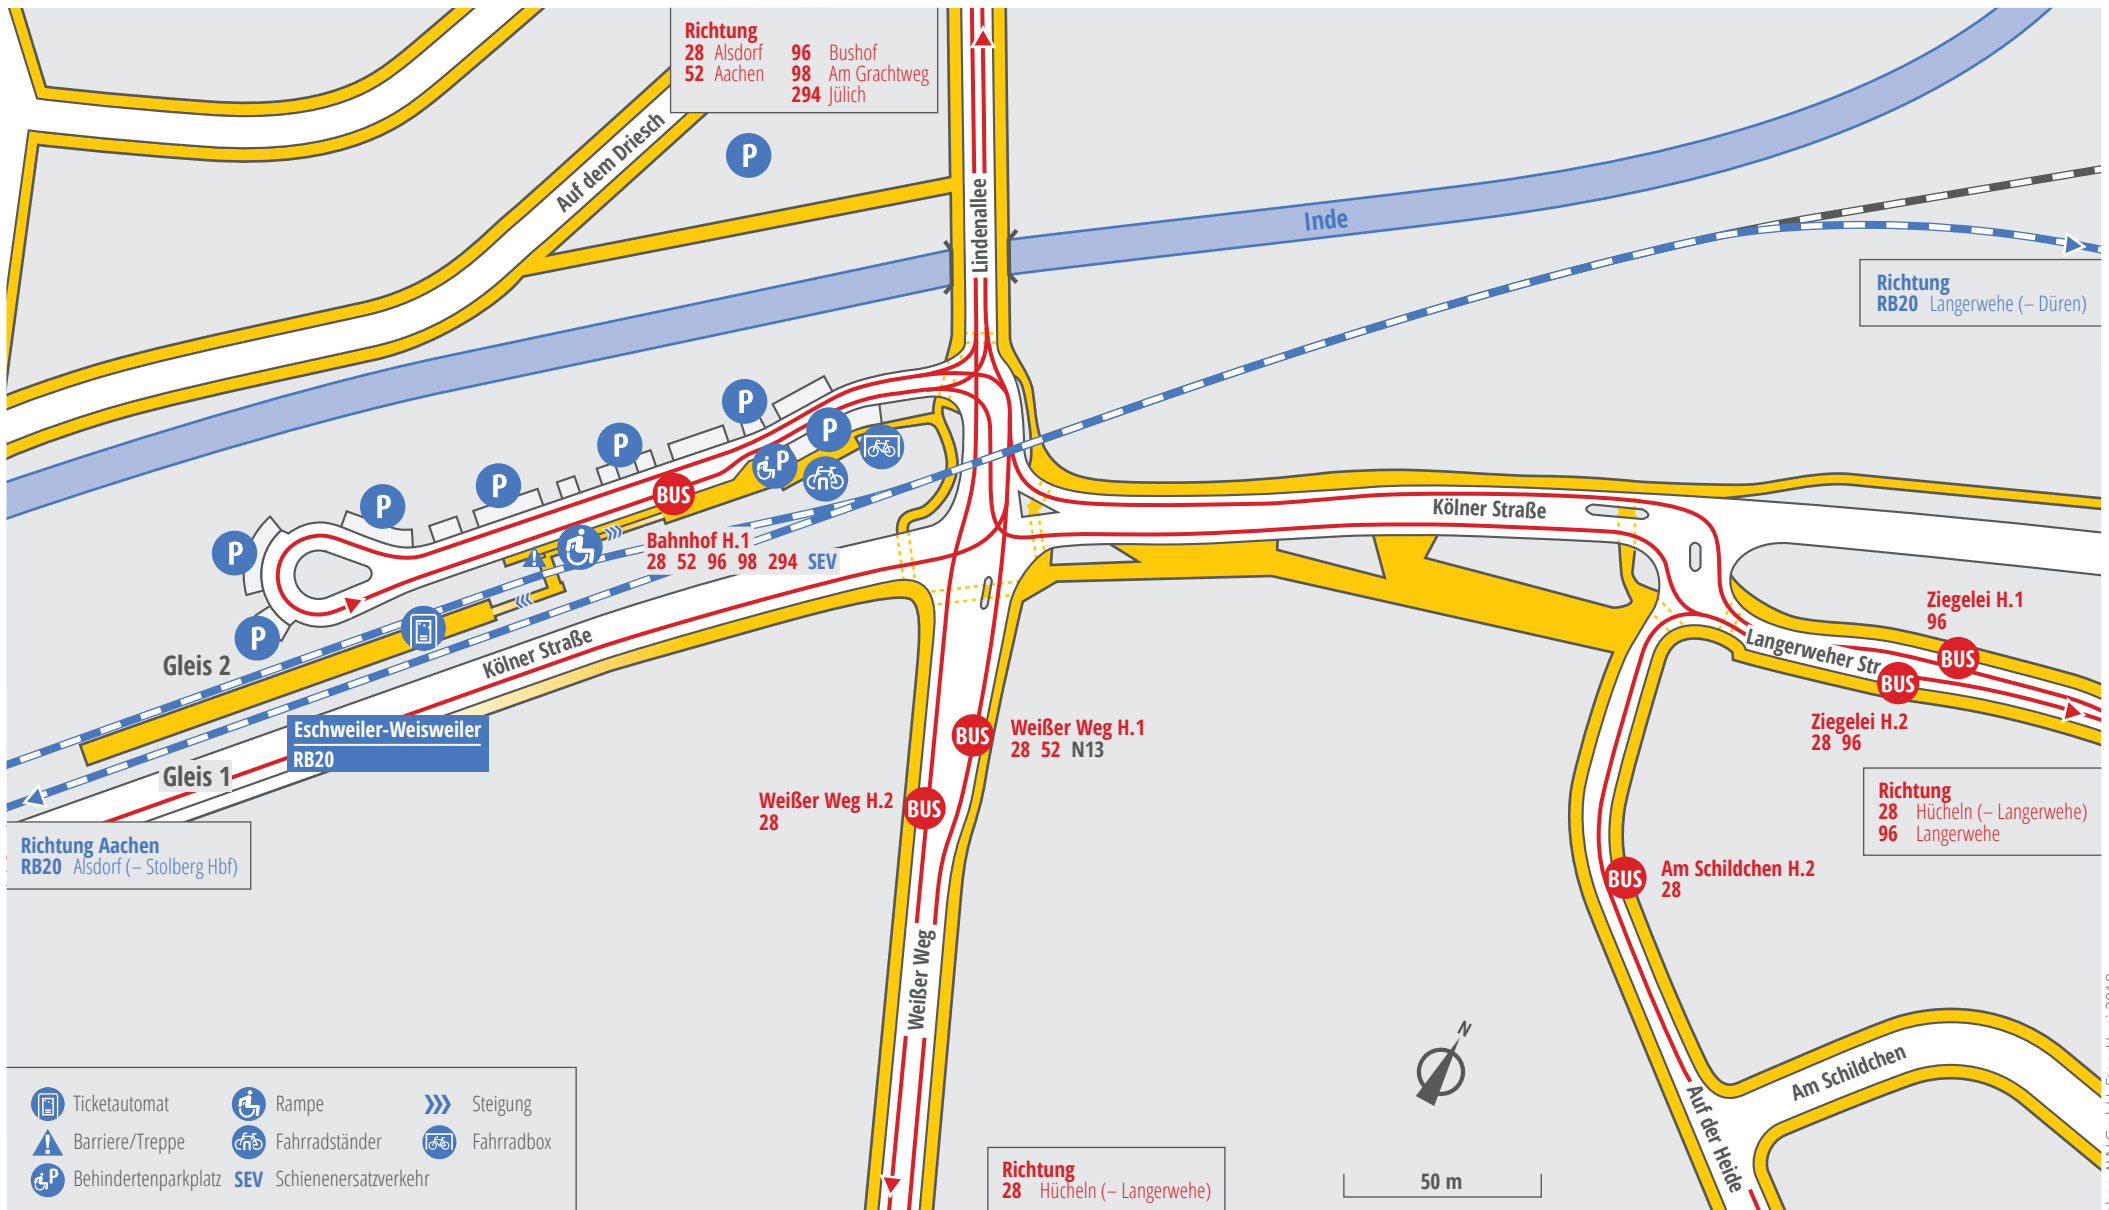 Richtung
28 Alsdorf 96 Bushof
52 Aachen 98 Am Grachtweg
294 Jülich
Auf dem Driesch
P
Lindenallee
Inde
Richtung
RB20 Langerwehe (– Düren)
P
P
P
P
P
P
P
P
P
BUS
Bahnhof H.1
28 52 96 98 294 SEV
Kölner Straße
Kölner Straße
Gleis 2
Gleis 1
Eschweiler-Weisweiler
RB20
Richtung Aachen
RB20 Alsdorf (– Stolberg Hbf)
Ziegelei H.1
96
BUS
Langerweher Str
BUS
Ziegelei H.2
28 96
BUS
Weißer Weg H.1
28 52 N13
Weißer Weg H.2
28
BUS
Richtung
28 Hücheln (– Langerwehe)
96 Langerwehe
BUS
Am Schildchen H.2
28
Weißer Weg
Am Schildchen
Auf der Heide
N
50 m
Richtung
28 Hücheln (– Langerwehe)
Ticketautomat
Rampe
Steigung
Barriere/Treppe
Fahrradständer
Fahrradbox
P
Behindertenparkplatz
SEV Schienenersatzverkehr